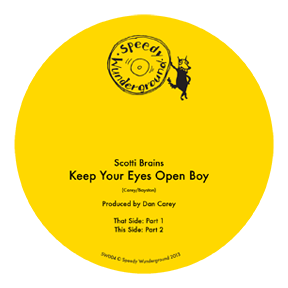 Speedy
Wunderground
Scotti Brains
Keep Your Eyes Open Boy
(Carey/Boyston)
Produced by Dan Carey
That Side: Part 1
This Side: Part 2
SW004 © Speedy Wunderground 2013